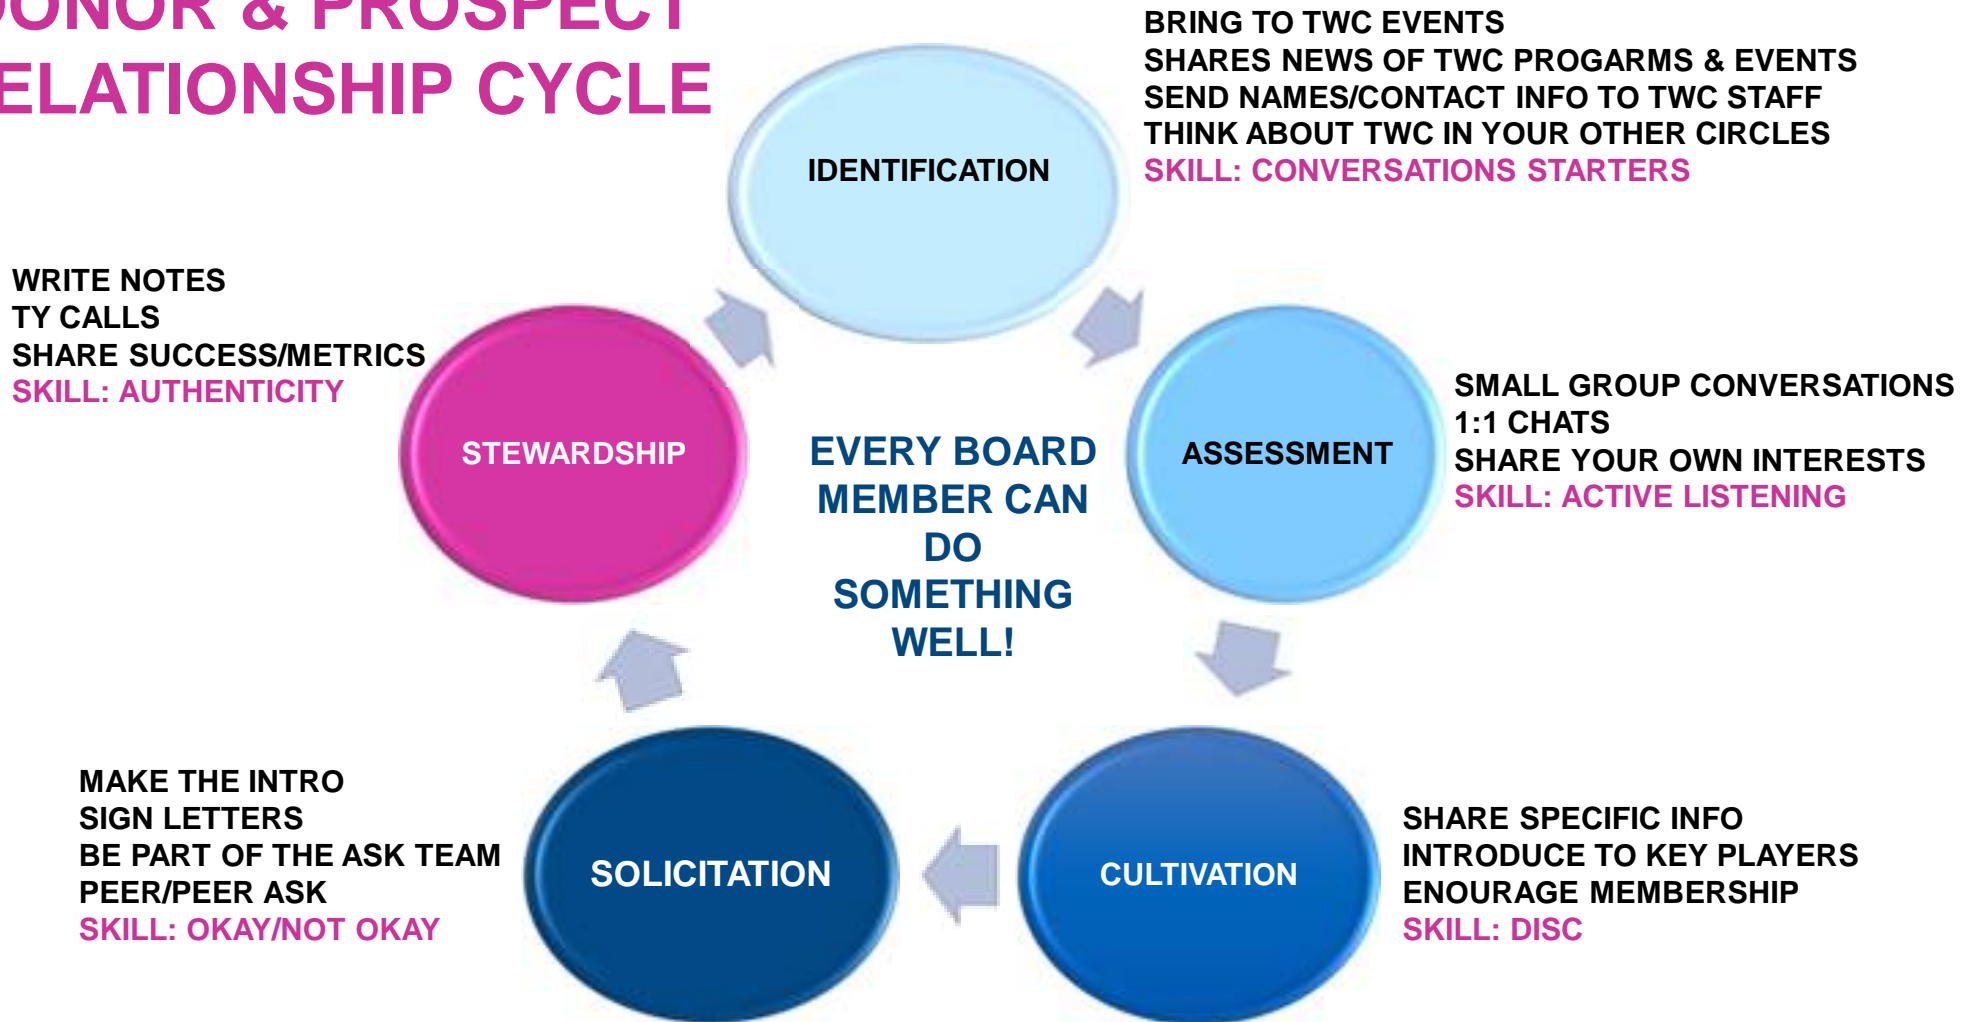 ONOR & PROSPECT
ELATIONSHIP CYCLE
BRING TO TWC EVENTS
SHARES NEWS OF TWC PROGARMS & EVENTS
SEND NAMES/CONTACT INFO TO TWC STAFF
THINK ABOUT TWC IN YOUR OTHER CIRCLES
SKILL: CONVERSATIONS STARTERS
IDENTIFICATION
WRITE NOTES
TY CALLS
SHARE SUCCESS/METRICS
SKILL: AUTHENTICITY
STEWARDSHIP
EVERY BOARD
MEMBER CAN
DO
SOMETHING
WELL!
ASSESSMENT
SMALL GROUP CONVERSATIONS
1:1 CHATS
SHARE YOUR OWN INTERESTS
SKILL: ACTIVE LISTENING
MAKE THE INTRO
SIGN LETTERS
BE PART OF THE ASK TEAM
PEER/PEER ASK
SKILL: OKAY/NOT OKAY
SOLICITATION
CULTIVATION
SHARE SPECIFIC INFO
INTRODUCE TO KEY PLAYERS
ENOURAGE MEMBERSHIP
SKILL: DISC